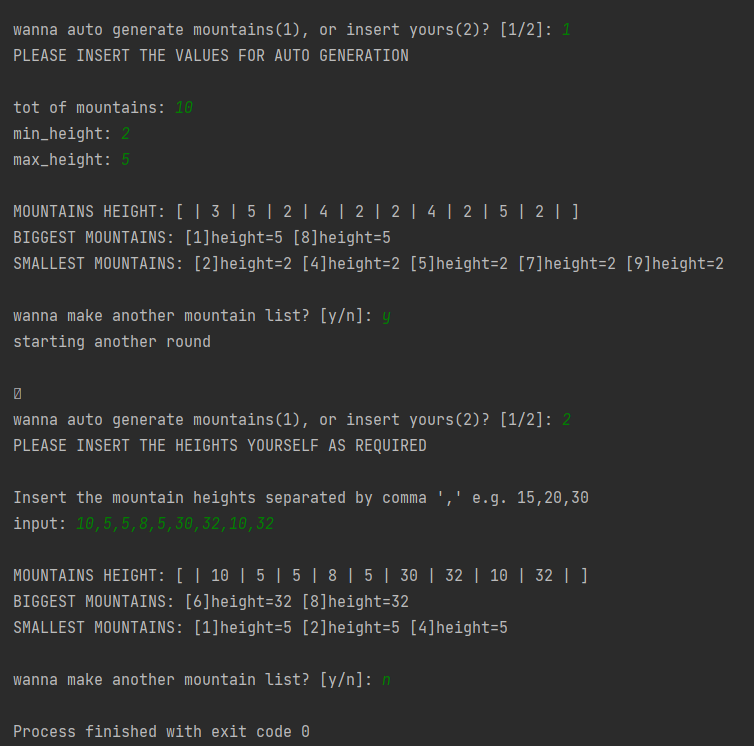 wanna auto generate mountains(1), or insert yours(2)? [1/2]: 1
PLEASE INSERT THE VALUES FOR AUTO GENERATION
tot of mountains: 10
min_height: 2
max_height: 5
MOUNTAINS HEIGHT: [ | 3 | 5 | 2 | 4 | 2 | 2 | 4 | 2 | 5 | 2 | ]
BIGGEST MOUNTAINS: [1]height=5 [8]height=5
SMALLEST MOUNTAINS: [2]height=2 [4]height=2 [5]height=2 [7]height=2 [9]height=2
wanna make another mountain list? [y/n]: y
starting another round
wanna auto generate mountains(1), or insert yours(2)? [1/2]: 2
PLEASE INSERT THE HEIGHTS YOURSELF AS REQUIRED
Insert the mountain heights separated by comma ',' e.g. 15,20,30
input: 10,5,5,8,5,30,32,10,32
MOUNTAINS HEIGHT: [ | 10 | 5 | 5 | 8 | 5 | 30 | 32 | 10 | 32 | ]
BIGGEST MOUNTAINS: [6]height=32 [8]height=32
SMALLEST MOUNTAINS: [1]height=5 [2]height=5 [4]height=5
wanna make another mountain list? [y/n]: n
Process finished with exit code 0